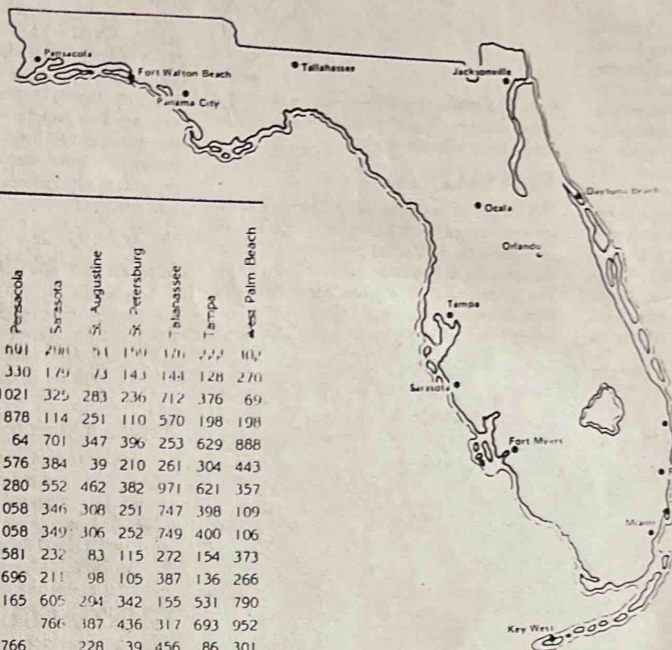 Pensacola
Fort Walton Beach
Panama City
Tallahassee
Jacksonville
Daytona Beach
Ocala
Orlando
Tampa
Sarasota
Fort Myers
Miami
Key West
Pensacola Sarasota St. Augustine St. Petersburg Tallahassee Tampa West Palm Beach
330 179 73 143 144 128 270
1021 325 283 236 712 376 69
878 114 251 110 570 198 198
64 701 347 396 253 629 888
576 384 39 210 261 304 443
280 552 462 382 971 621 357
058 346 308 251 747 398 109
058 349 306 252 749 400 106
581 232 83 115 272 154 373
696 211 98 105 387 136 266
165 605 294 342 155 531 790
766 387 436 317 693 952
766 228 39 456 86 301